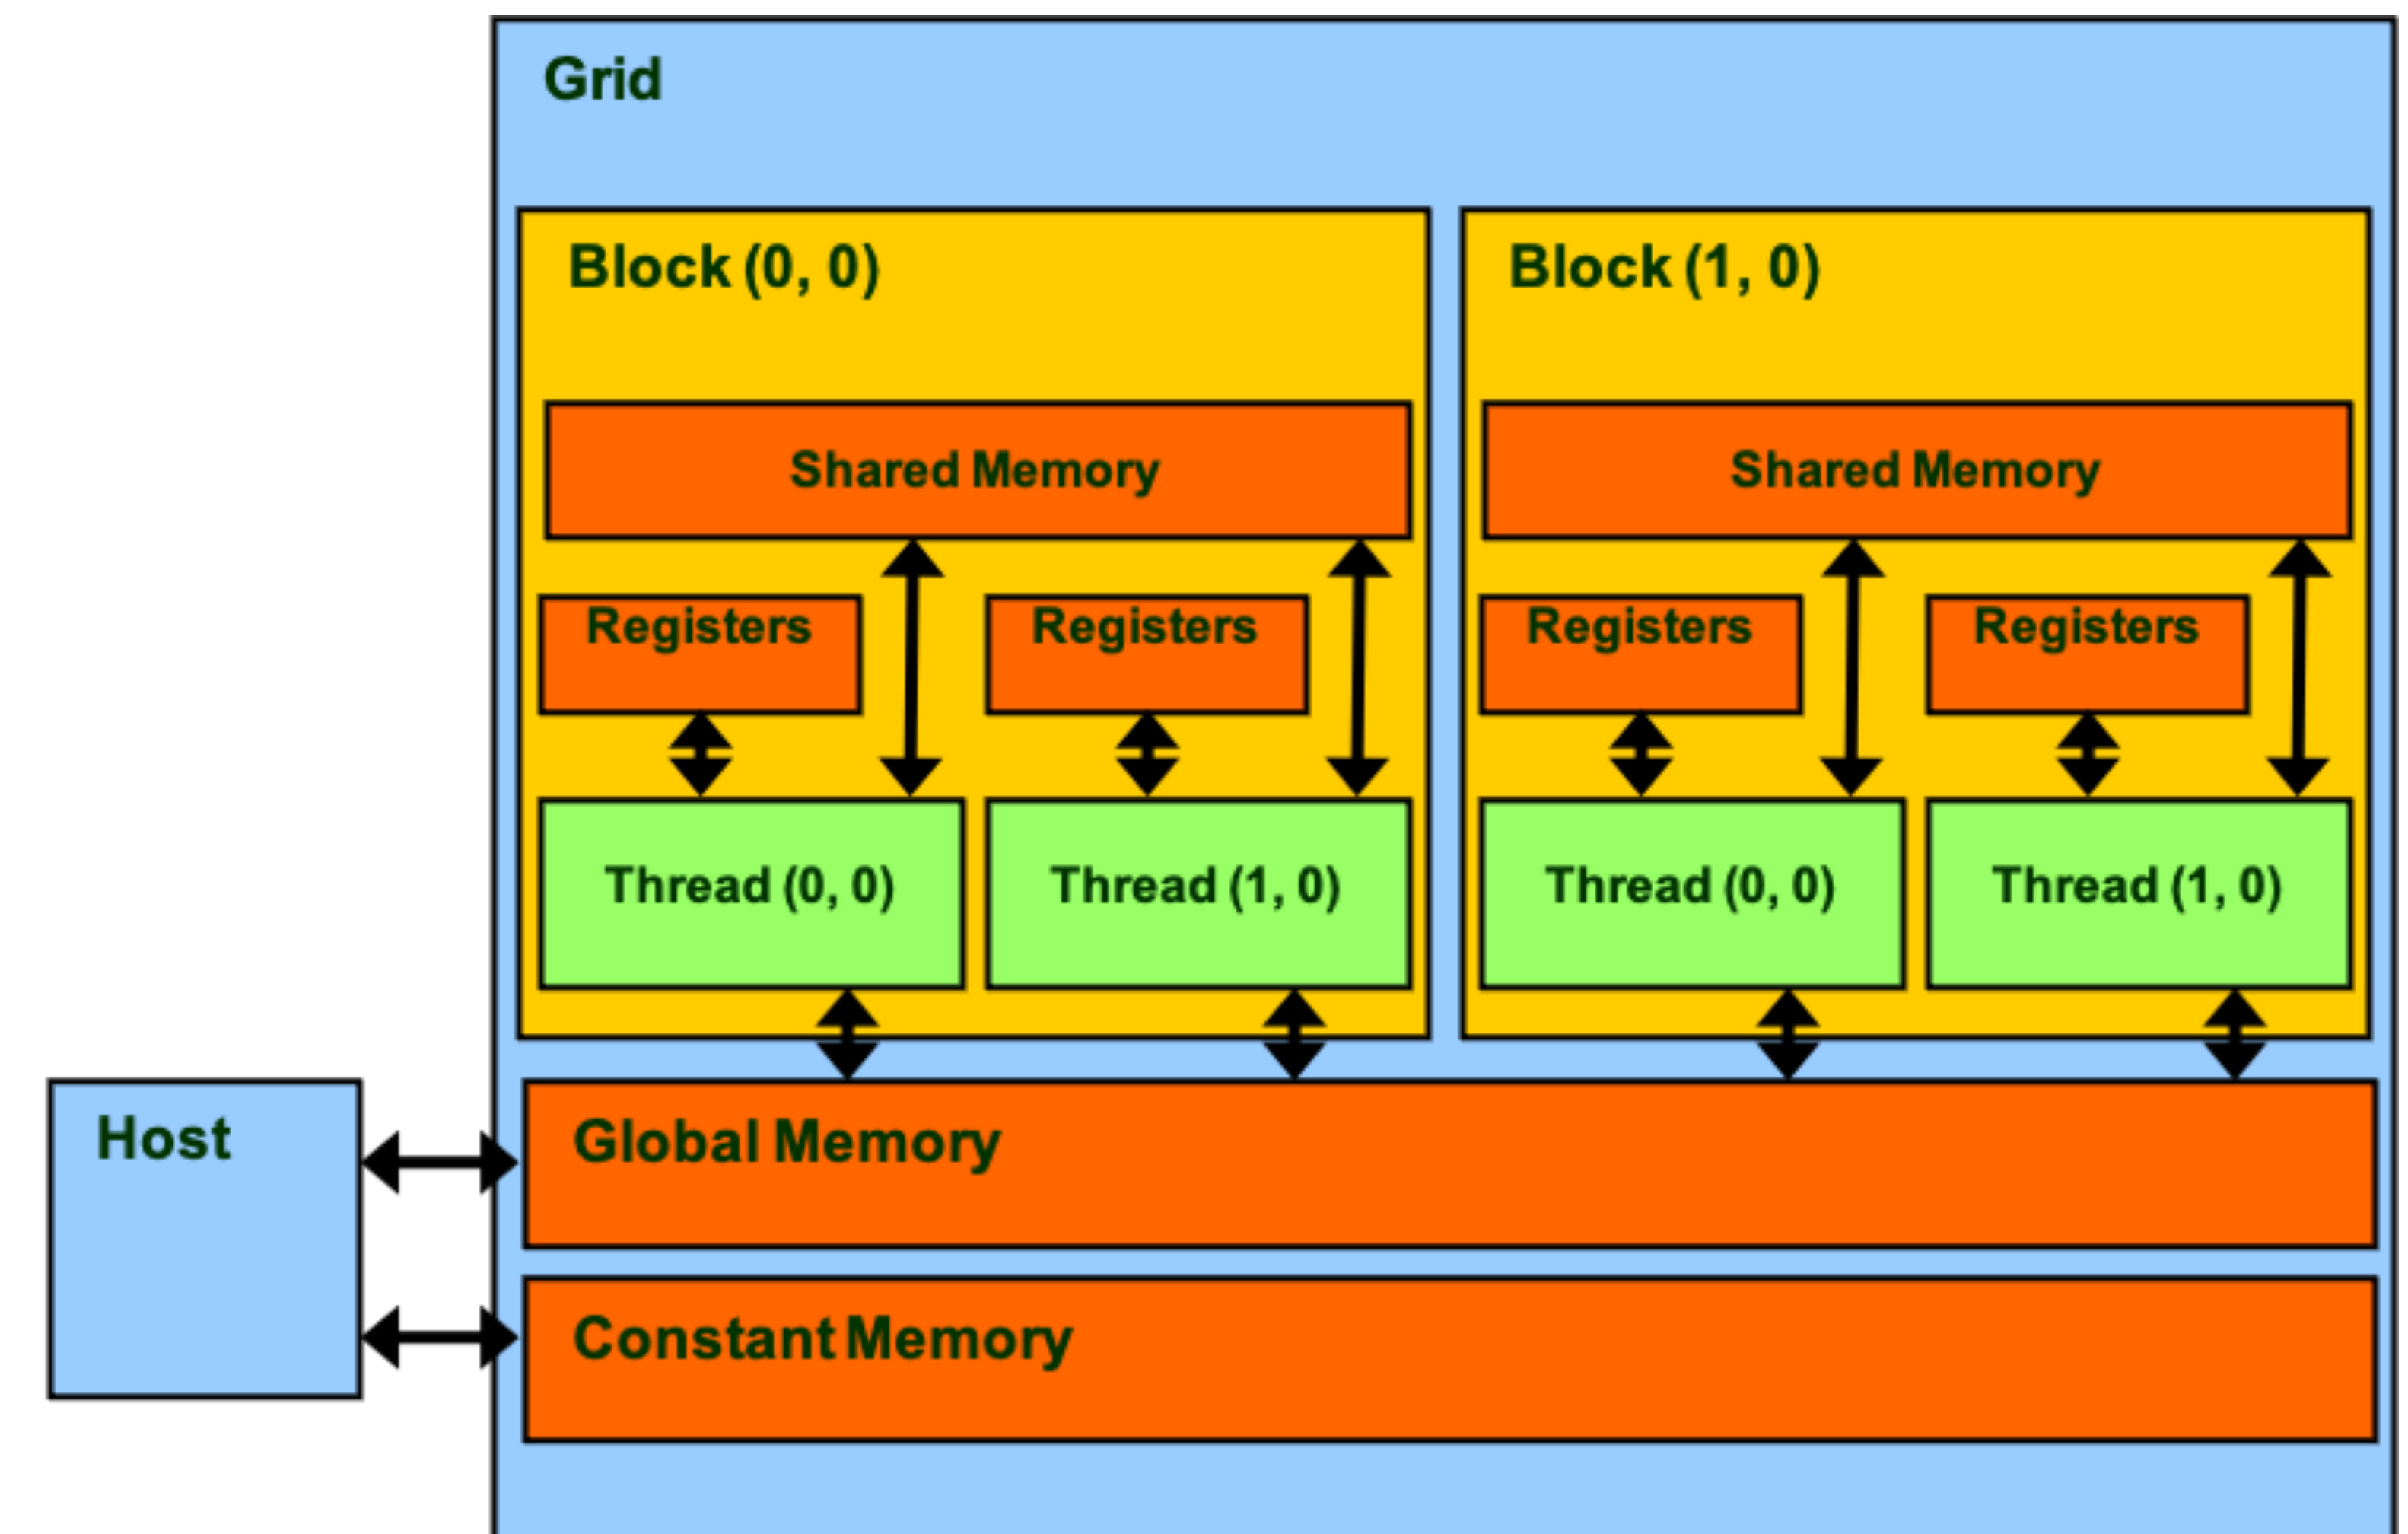 Grid
Block (0, 0)
Shared Memory
Registers
Registers
Thread (0, 0)
Thread (1, 0)
Block (1, 0)
Shared Memory
Registers
Registers
Thread (0, 0)
Thread (1, 0)
Host
Global Memory
Constant Memory